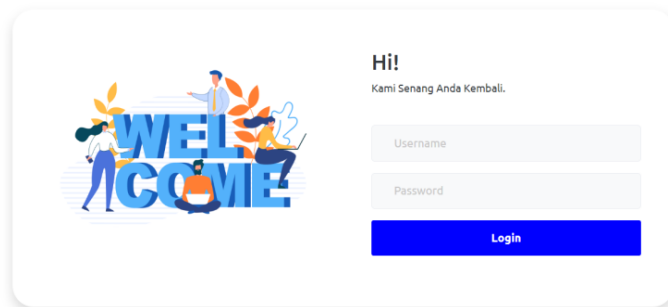 WEL
COME
Hi!
Kami Senang Anda Kembali.
Username
Password
Login